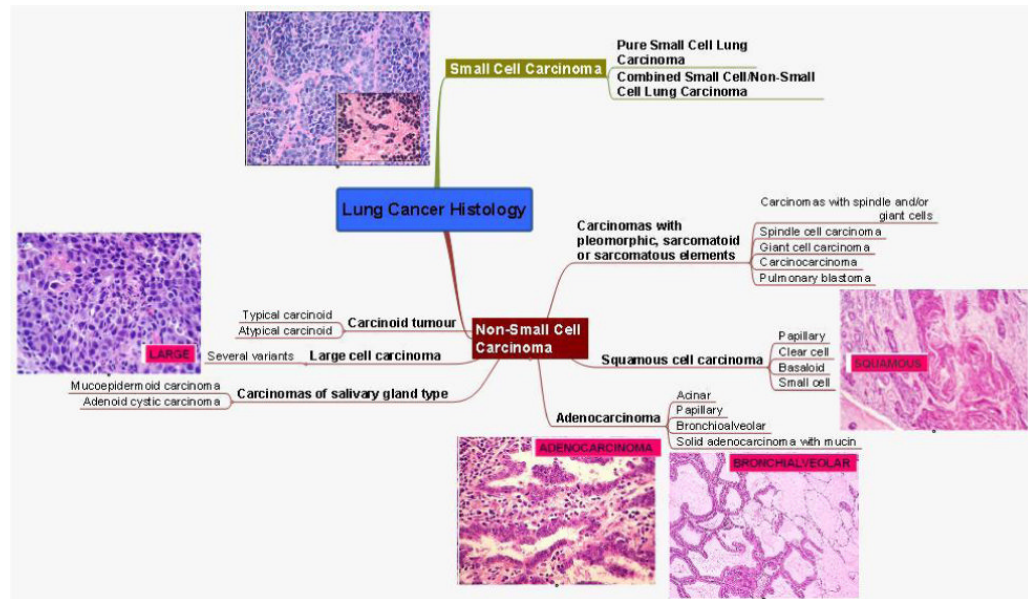 Small Cell Carcinoma
Pure Small Cell Lung
Carcinoma
Combined Small Cell/Non-Small
Cell Lung Carcinoma
Lung Cancer Histology
Carcinomas with
pleomorphic, sarcomatoid
or sarcomatous elements
Carcinomas with spindle and/or
giant cells
Spindle cell carcinoma
Giant cell carcinoma
Carcinocarcinoma
Pulmonary blastoma
Typical carcinoid
Atypical carcinoid
Carcinoid tumour
Non-Small Cell
Carcinoma
LARGE
Several variants
Large cell carcinoma
Squamous cell carcinoma
Papillary
Clear cell
Basaloid
Small cell
SQUAMOUS
Mucoepidermoid carcinoma
Adenoid cystic carcinoma
Carcinomas of salivary gland type
Adenocarcinoma
Acinar
Papillary
Bronchioalveolar
Solid adenocarcinoma with mucin
ADENOCARCINOMA
BRONCHIALVEOLAR